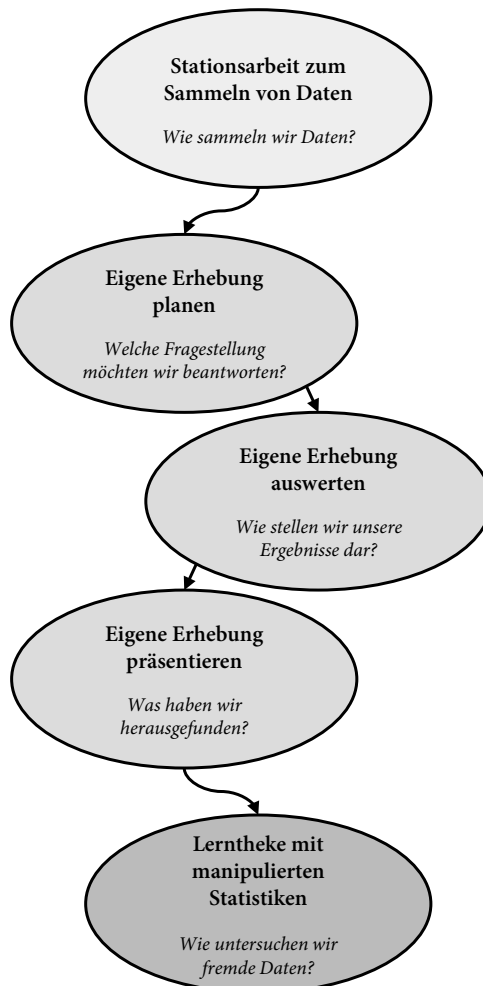 Stationsarbeit zum
Sammeln von Daten
Wie sammeln wir Daten?
Eigene Erhebung
planen
Welche Fragestellung
möchten wir beantworten?
Eigene Erhebung
auswerten
Wie stellen wir unsere
Ergebnisse dar?
Eigene Erhebung
präsentieren
Was haben wir
herausgefunden?
Lerntheke mit
manipulierten
Statistiken
Wie untersuchen wir
fremde Daten?